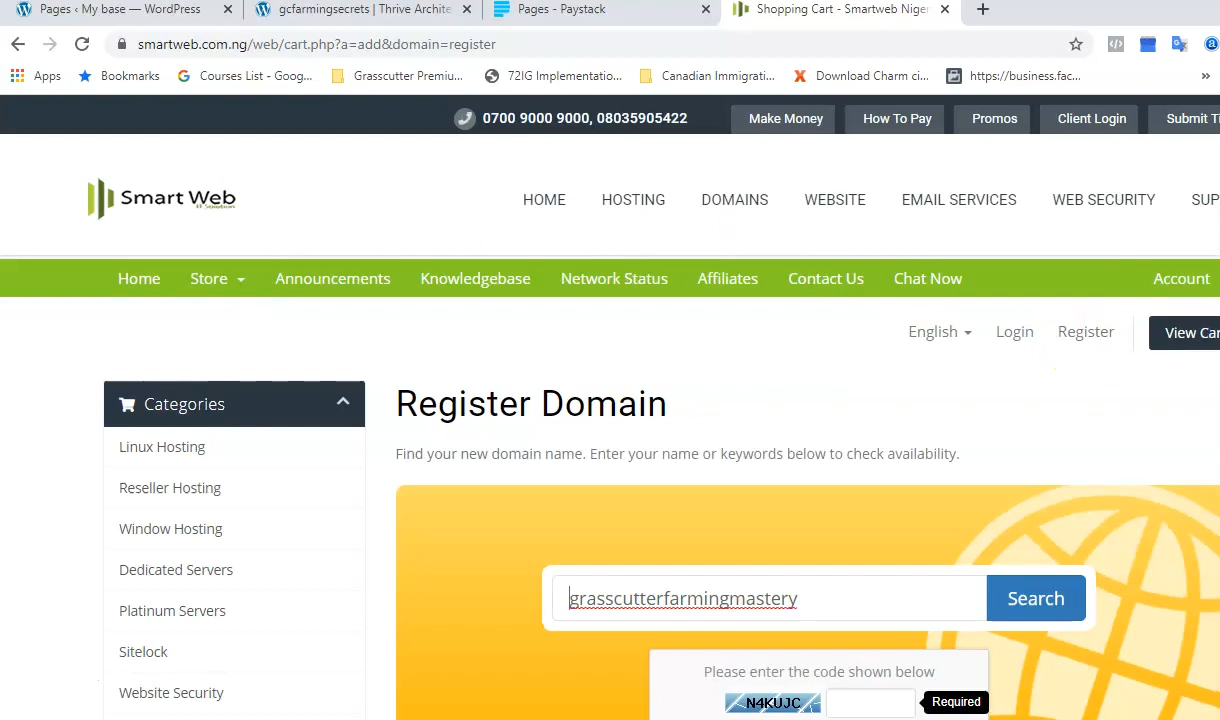 Pages ‹ My base — WordPress
gcfarmingsecrets | Thrive Archite
Pages - Paystack
Shopping Cart - Smartweb Niger
smartweb.com.ng/web/cart.php?a=add&domain=register
Apps Bookmarks Courses List - Goog... Grasscutter Premiu... 72IG Implementatio... Canadian Immigrati... Download Charm ci... https://business.fac... »
0700 9000 9000, 08035905422 Make Money How To Pay Promos Client Login Submit Ti
Smart Web
HOME HOSTING DOMAINS WEBSITE EMAIL SERVICES WEB SECURITY SUP
Home Store Announcements Knowledgebase Network Status Affiliates Contact Us Chat Now Account
English Login Register View Car
Categories
Linux Hosting
Reseller Hosting
Window Hosting
Dedicated Servers
Platinum Servers
Sitelock
Website Security
Register Domain
Find your new domain name. Enter your name or keywords below to check availability.
grasscutterfarmingmastery Search
Please enter the code shown below
N4KUJC Required